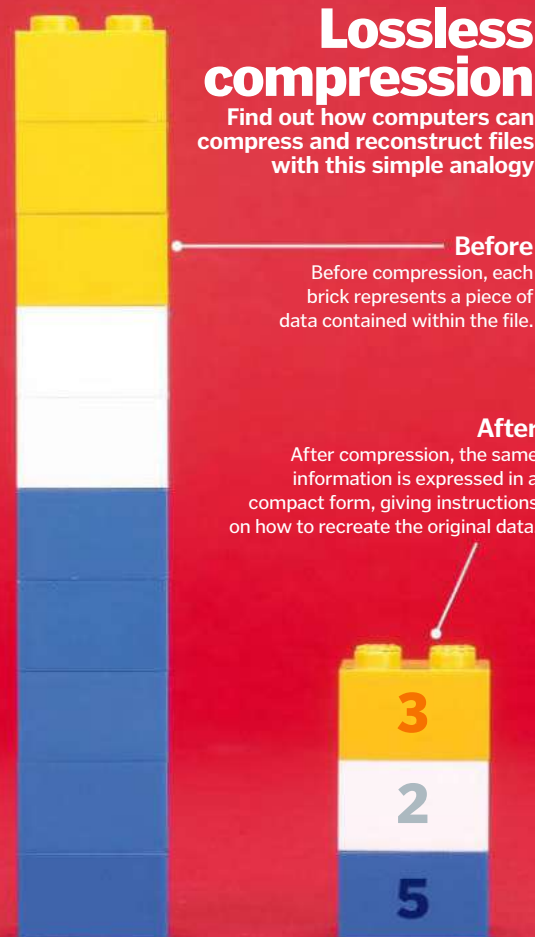 Lossless
compression
Find out how computers can
compress and reconstruct files
with this simple analogy
Before
Before compression, each
brick represents a piece of
data contained within the file.
After
After compression, the same
information is expressed in a
compact form, giving instructions
on how to recreate the original data
3
2
5